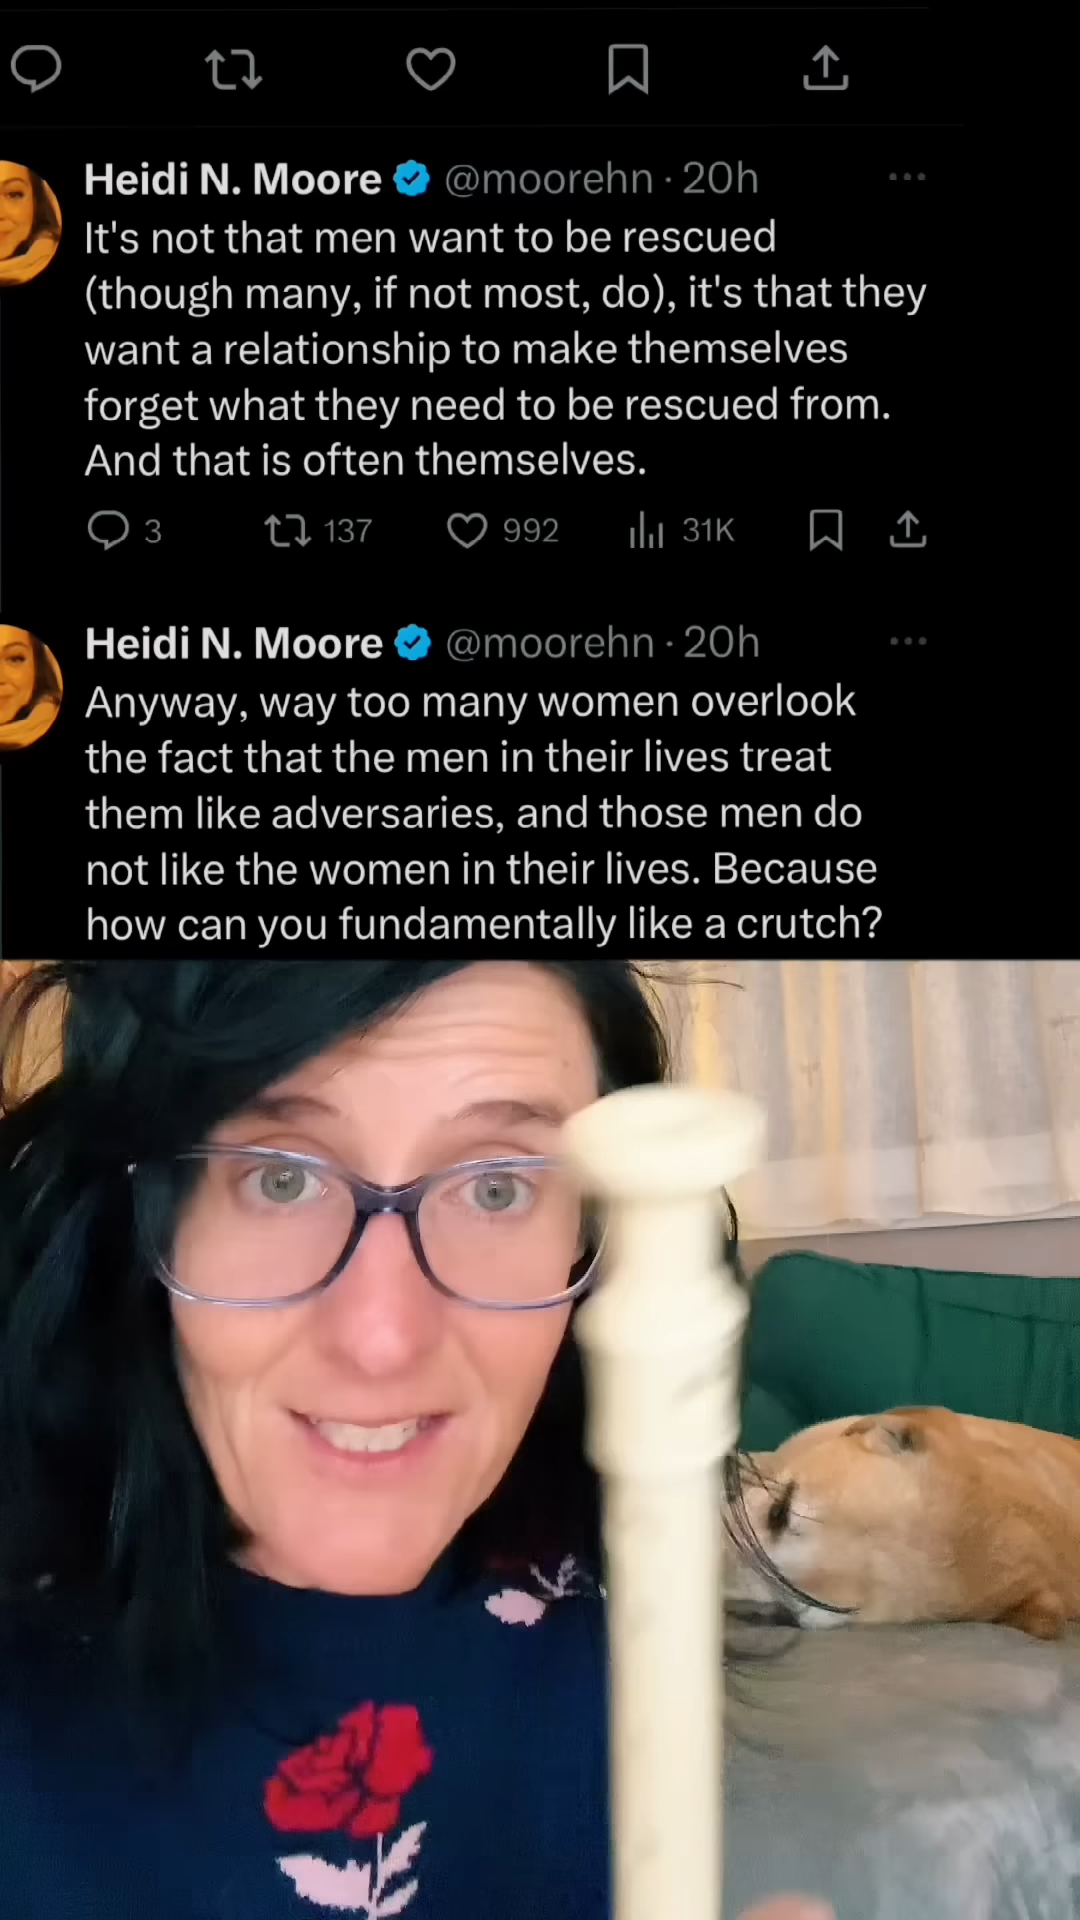 Heidi N. Moore @moorehn · 20h
It's not that men want to be rescued
(though many, if not most, do), it's that they
want a relationship to make themselves
forget what they need to be rescued from.
And that is often themselves.
3 137 992 31K
Heidi N. Moore @moorehn · 20h
Anyway, way too many women overlook
the fact that the men in their lives treat
them like adversaries, and those men do
not like the women in their lives. Because
how can you fundamentally like a crutch?